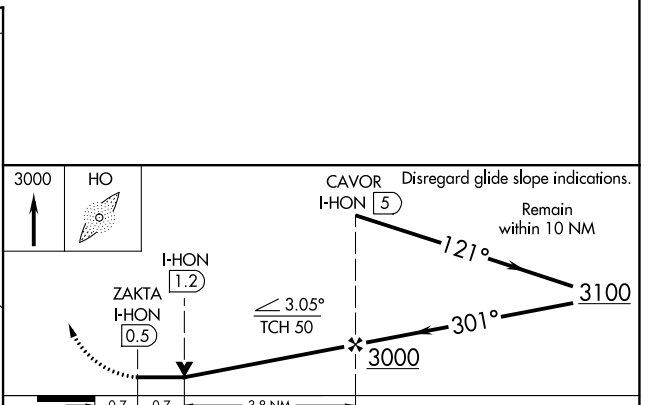 3000
HO
CAVOR
I-HON 5
Disregard glide slope indications.
Remain
within 10 NM
121°
3100
301°
3000
I-HON
1.2
ZAKTA
I-HON
0.5
3.05°
TCH 50
0.7
0.7
3.8 NM